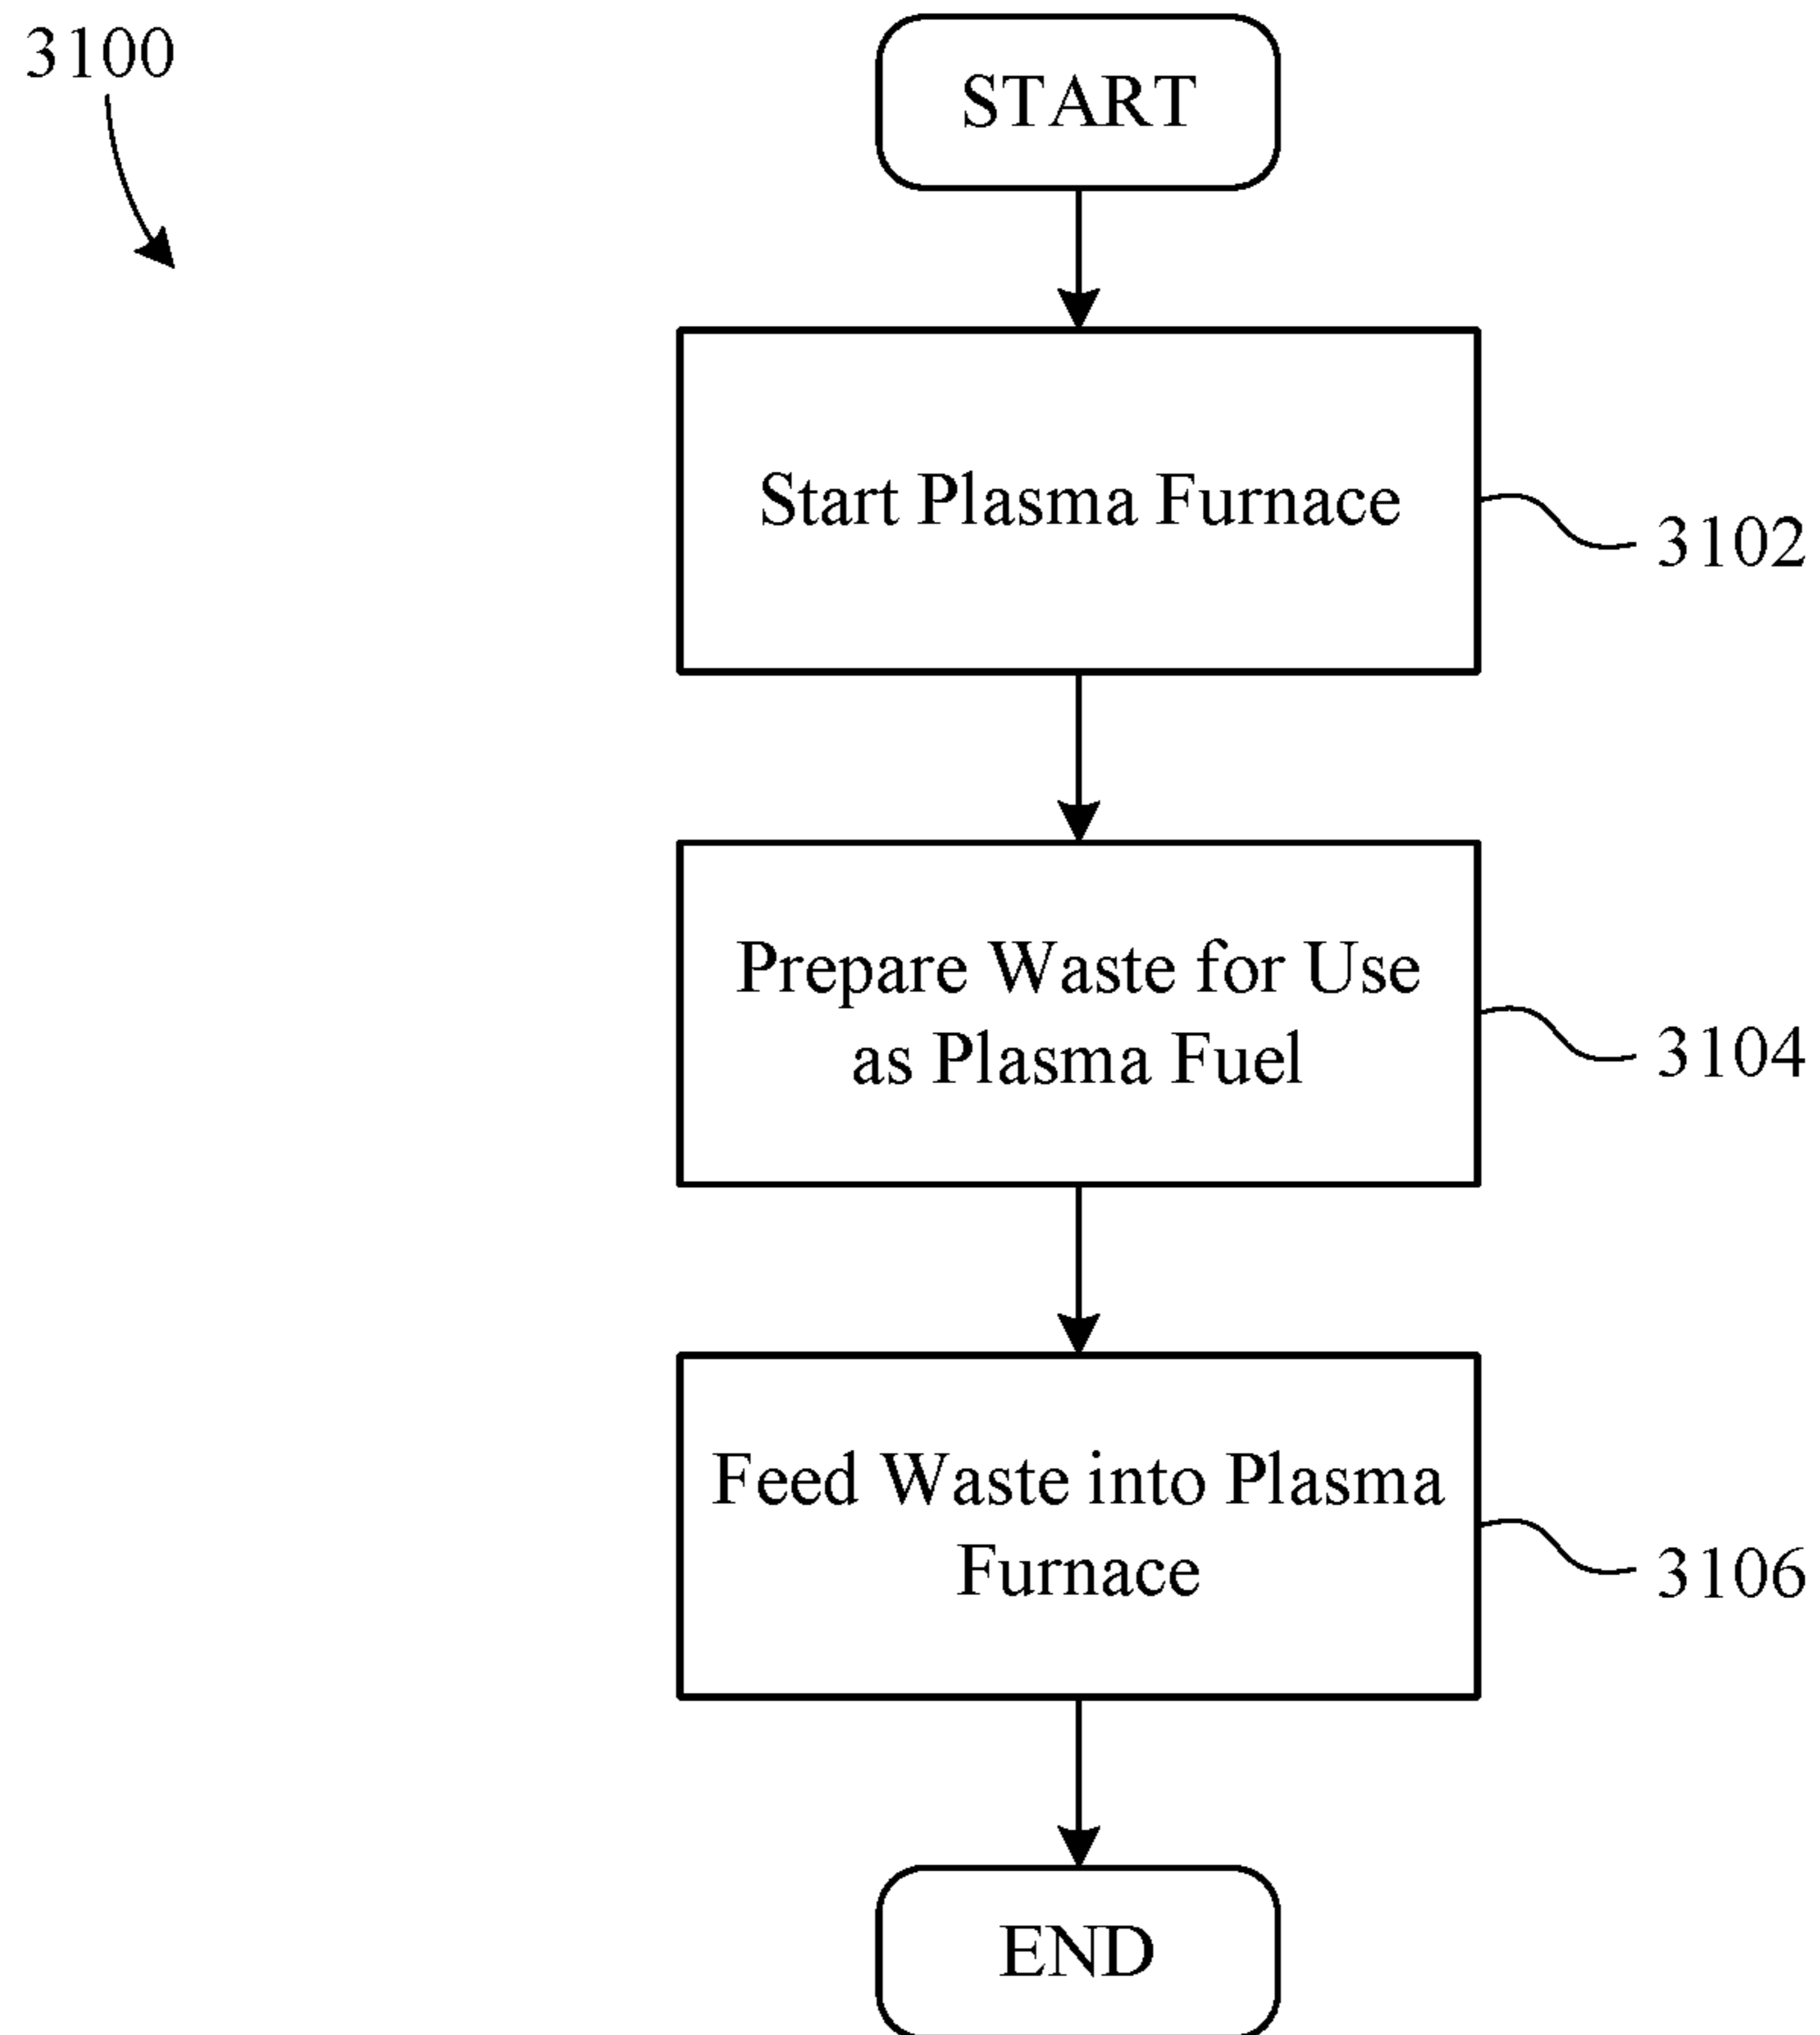 3100
START
Start Plasma Furnace
3102
Prepare Waste for Use
as Plasma Fuel
3104
Feed Waste into Plasma
Furnace
3106
END